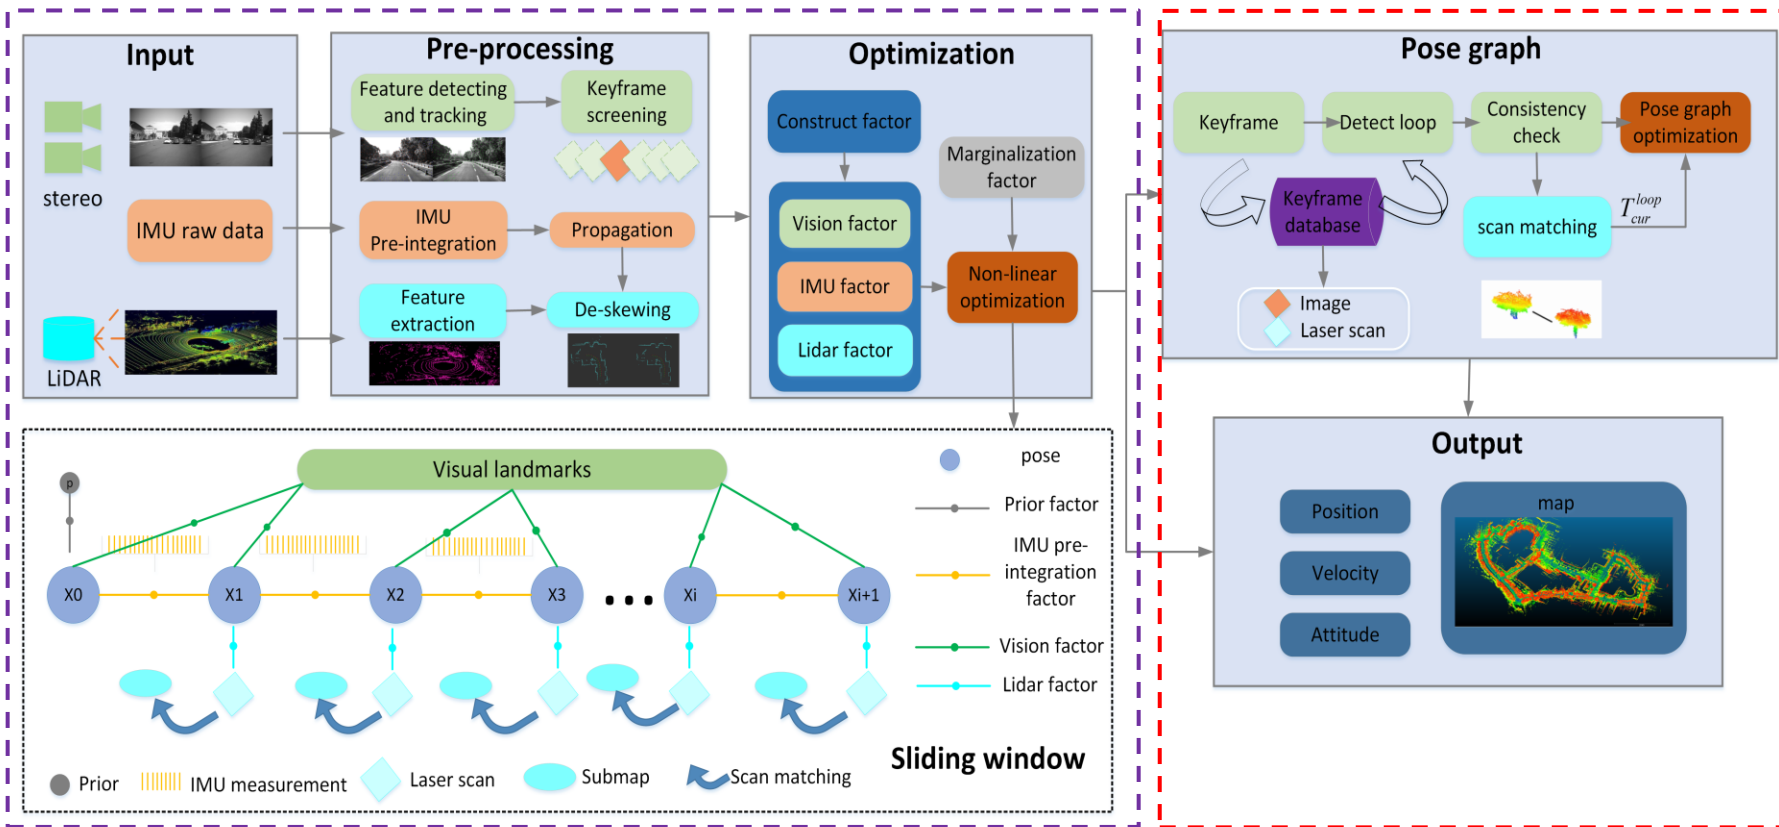 Input
stereo
IMU raw data
LiDAR
Pre-processing
Feature detecting
and tracking
Keyframe
screening
IMU
Pre-integration
Propagation
Feature
extraction
De-skewing
Optimization
Construct factor
Marginalization
factor
Vision factor
IMU factor
Lidar factor
Non-linear
optimization
Pose graph
Keyframe
Detect loop
Consistency
check
Pose graph
optimization
Keyframe
database
scan matching
T_{cur}^{loop}
Image
Laser scan
Output
Position
Velocity
Attitude
map
Visual landmarks
p
X0
X1
X2
X3
...
Xi
Xi+1
pose
Prior factor
IMU pre-
integration
factor
Vision factor
Lidar factor
Sliding window
Prior
IMU measurement
Laser scan
Submap
Scan matching